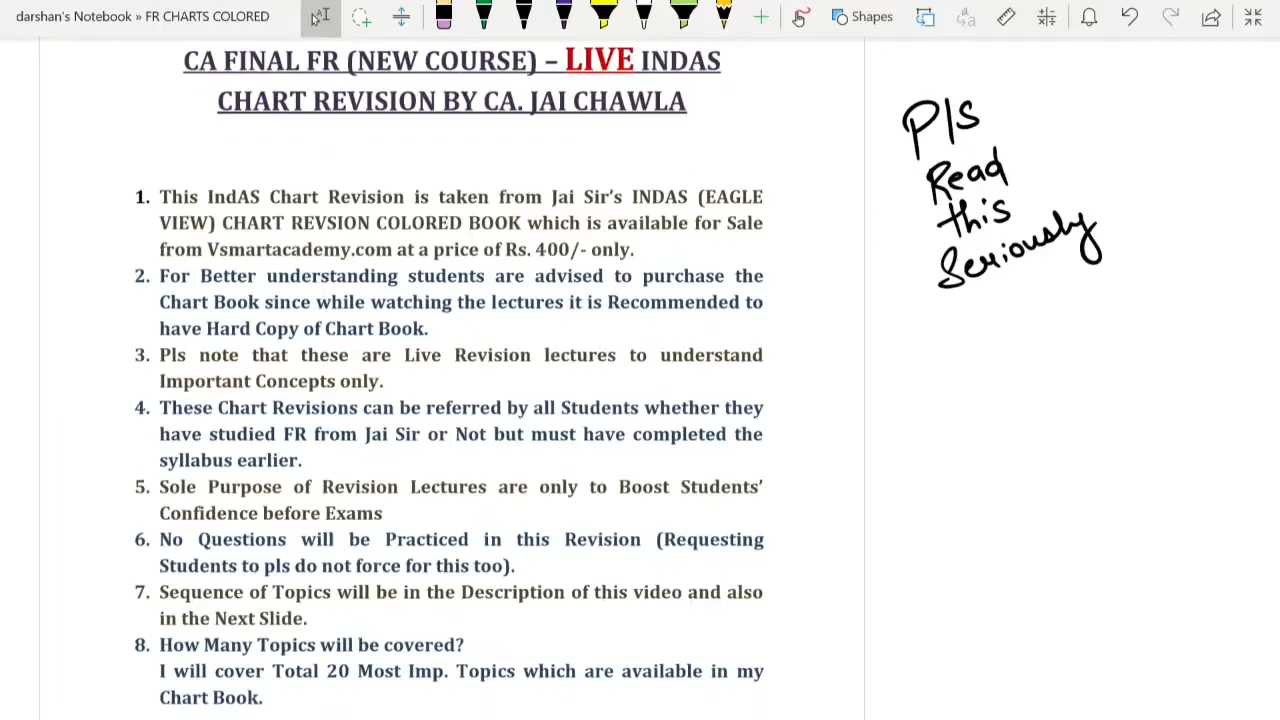 darshan's Notebook » FR CHARTS COLORED
Shapes
CA FINAL FR (NEW COURSE) – LIVE INDAS
CHART REVISION BY CA. JAI CHAWLA
1. This IndAS Chart Revision is taken from Jai Sir's INDAS (EAGLE
VIEW) CHART REVSION COLORED BOOK which is available for Sale
from Vsmartacademy.com at a price of Rs. 400/- only.
2. For Better understanding students are advised to purchase the
Chart Book since while watching the lectures it is Recommended to
have Hard Copy of Chart Book.
3. Pls note that these are Live Revision lectures to understand
Important Concepts only.
4. These Chart Revisions can be referred by all Students whether they
have studied FR from Jai Sir or Not but must have completed the
syllabus earlier.
5. Sole Purpose of Revision Lectures are only to Boost Students'
Confidence before Exams
6. No Questions will be Practiced in this Revision (Requesting
Students to pls do not force for this too).
7. Sequence of Topics will be in the Description of this video and also
in the Next Slide.
8. How Many Topics will be covered?
I will cover Total 20 Most Imp. Topics which are available in my
Chart Book.
Pls
Read
this
Seriously